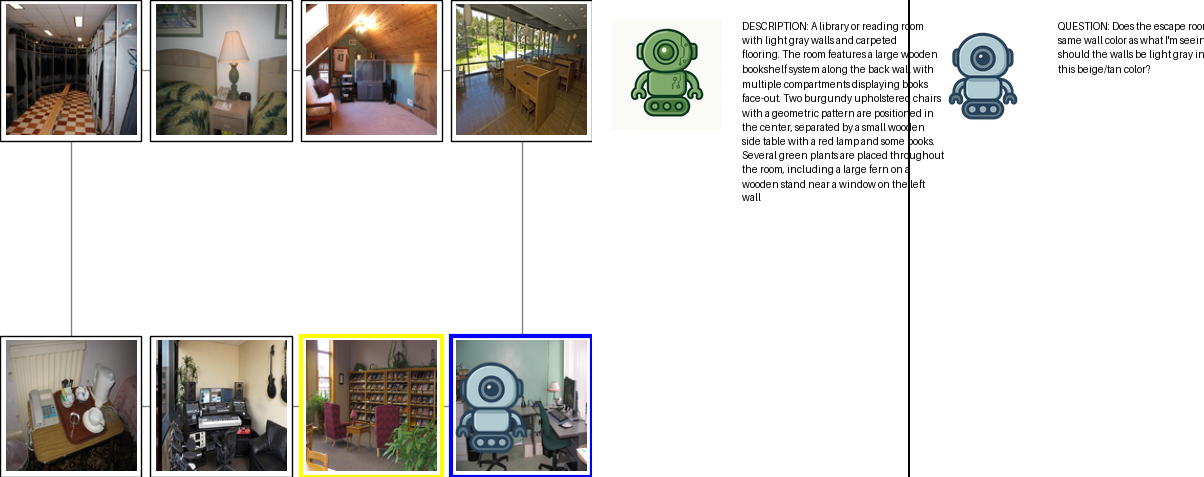 DESCRIPTION: A library or reading room
with light gray walls and carpeted
flooring. The room features a large wooden
bookshelf system along the back wall with
multiple compartments displaying books
face-out. Two burgundy upholstered chairs
with a geometric pattern are positioned in
the center, separated by a small wooden
side table with a red lamp and some books.
Several green plants are placed throughout
the room, including a large fern on a
wooden stand near a window on the left
wall.
QUESTION: Does the escape roo
same wall color as what I'm seein
should the walls be light gray in
this beige/tan color?